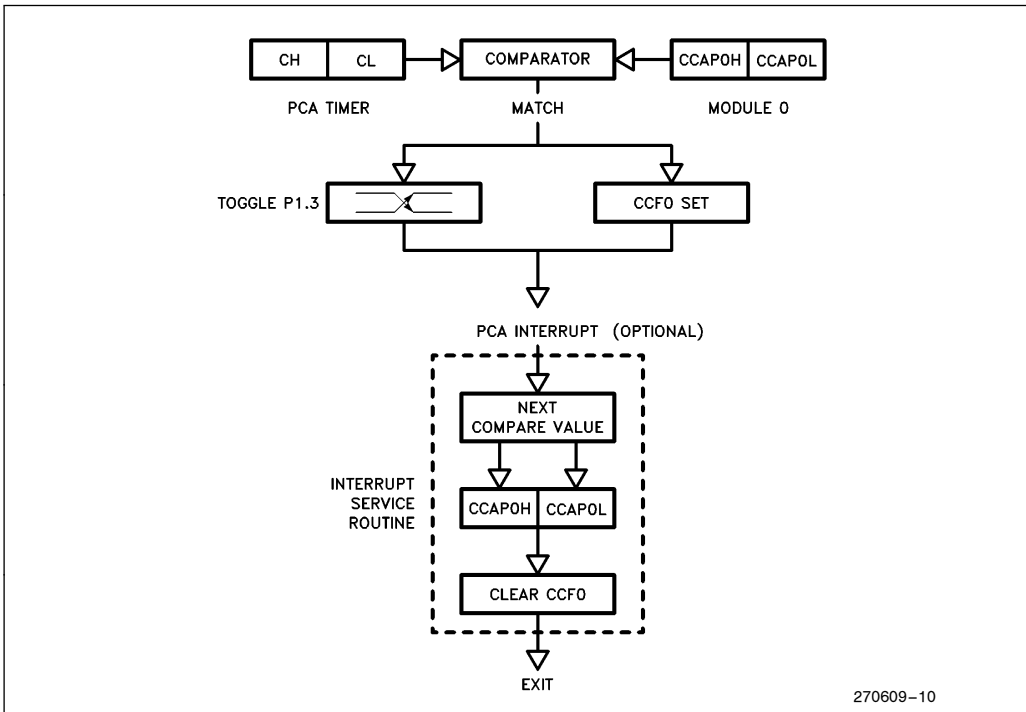 CH CL COMPARATOR CCAP0H CCAP0L
PCA TIMER MATCH MODULE 0
TOGGLE P1.3 CCF0 SET
PCA INTERRUPT (OPTIONAL)
NEXT
COMPARE VALUE
INTERRUPT
SERVICE
ROUTINE
CCAP0H CCAP0L
CLEAR CCF0
EXIT
270609–10